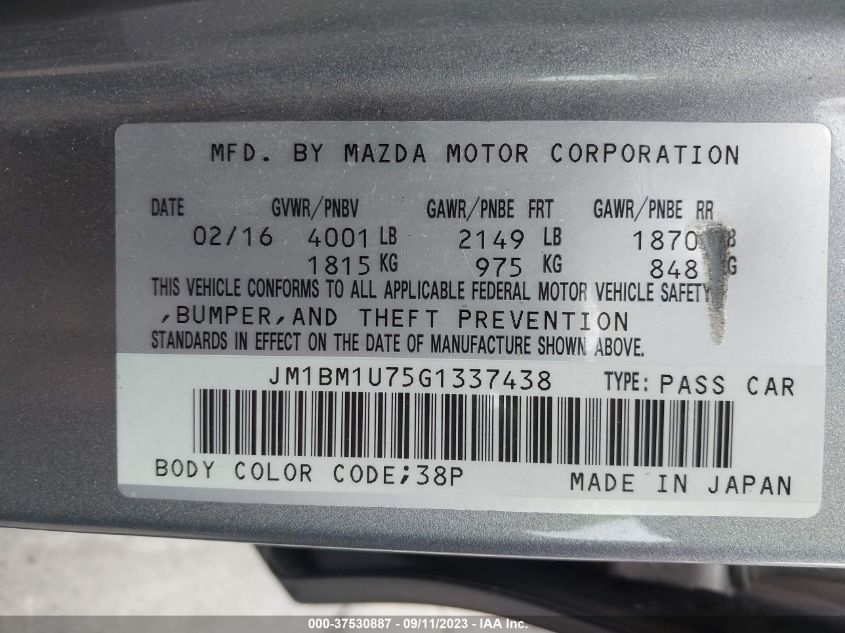 MFD. BY MAZDA MOTOR CORPORATION
DATE GVWR/PNBV GAWR/PNBE FRT GAWR/PNBE RR
02/16 4001 LB 2149 LB 1870
1815 KG 975 KG 848
THIS VEHICLE CONFORMS TO ALL APPLICABLE FEDERAL MOTOR VEHICLE SAFETY
,BUMPER,AND THEFT PREVENTION
STANDARDS IN EFFECT ON THE DATE OF MANUFACTURE SHOWN ABOVE.
JM1BM1U75G1337438 TYPE: PASS CAR
BODY COLOR CODE;38P MADE IN JAPAN
000-37530887 - 09/11/2023 - IAA Inc.